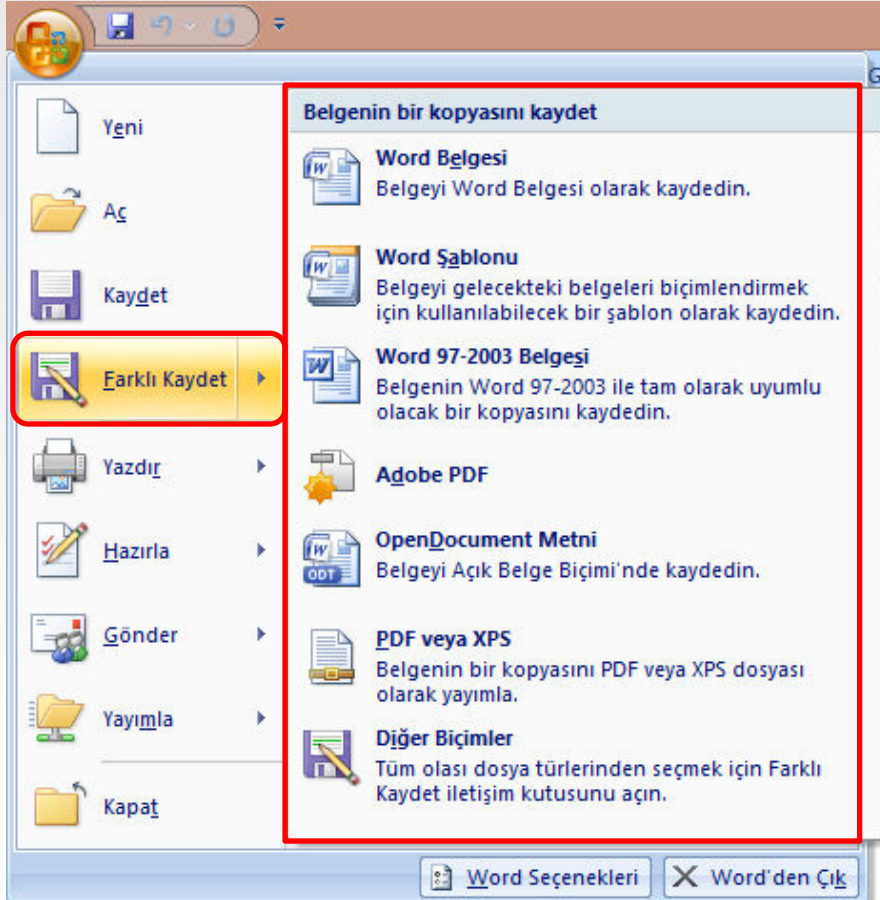 Yeni
Aç
Kaydet
Farklı Kaydet
Yazdır
Hazırla
Gönder
Yayımla
Kapat
Belgenin bir kopyasını kaydet
Word Belgesi
Belgeyi Word Belgesi olarak kaydedin.
Word Şablonu
Belgeyi gelecekteki belgeleri biçimlendirmek
için kullanılabilecek bir şablon olarak kaydedin.
Word 97-2003 Belgesi
Belgenin Word 97-2003 ile tam olarak uyumlu
olacak bir kopyasını kaydedin.
Adobe PDF
OpenDocument Metni
ODT
Belgeyi Açık Belge Biçimi'nde kaydedin.
PDF veya XPS
Belgenin bir kopyasını PDF veya XPS dosyası
olarak yayımla.
Diğer Biçimler
Tüm olası dosya türlerinden seçmek için Farklı
Kaydet iletişim kutusunu açın.
Word Seçenekleri
Word'den Çık